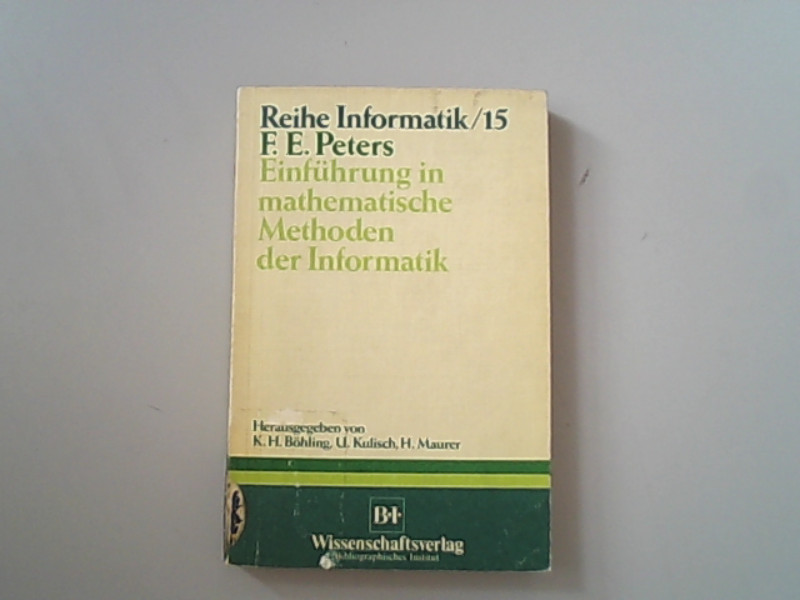 Reihe Informatik/15
F. E. Peters
Einführung in
mathematische
Methoden
der Informatik
Herausgegeben von
K. H. Böhling, U. Kulisch, H. Maurer
B·I·
Wissenschaftsverlag
Bibliographisches Institut